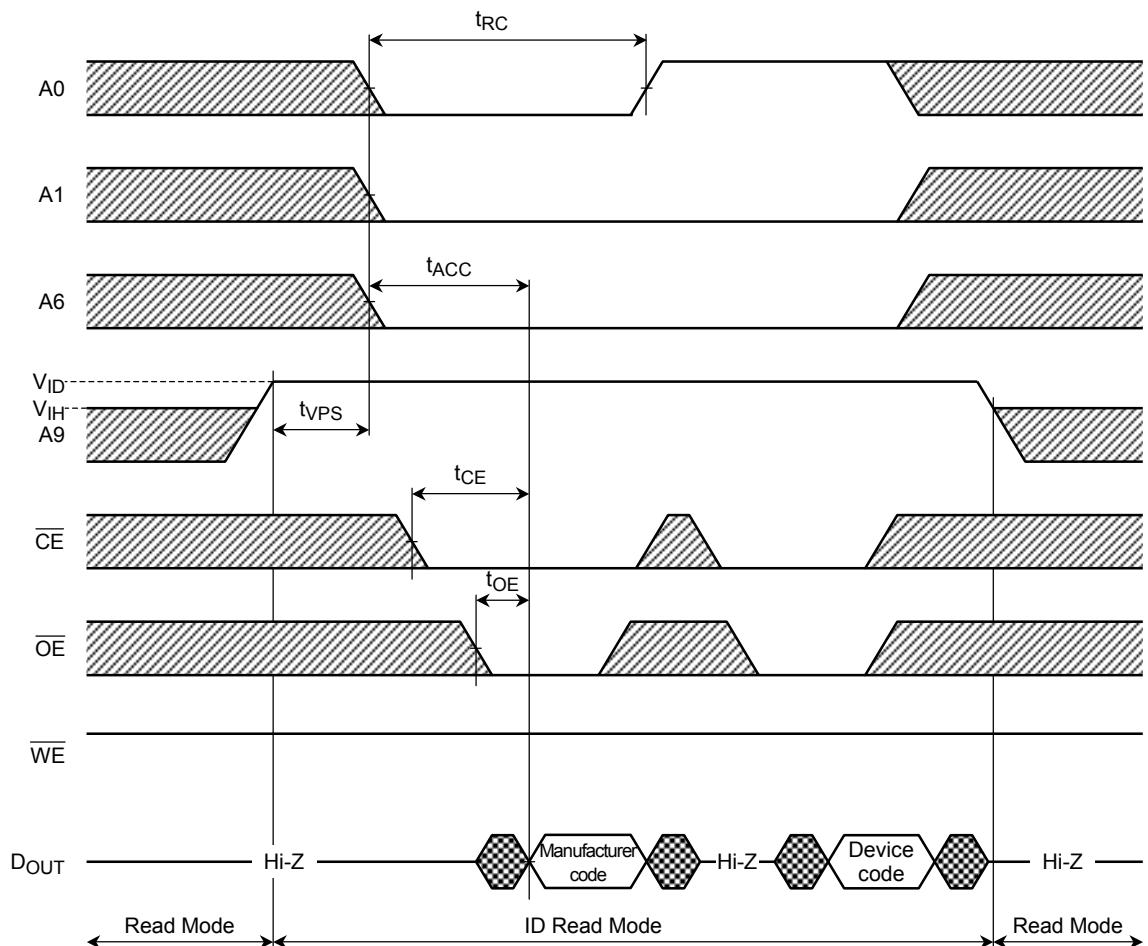 tRC
A0
A1
tACC
A6
VID
VIH
tVPS
A9
tCE
CE
tOE
OE
WE
DOUT
Hi-Z
Manufacturer
code
Hi-Z
Device
code
Hi-Z
Read Mode
ID Read Mode
Read Mode